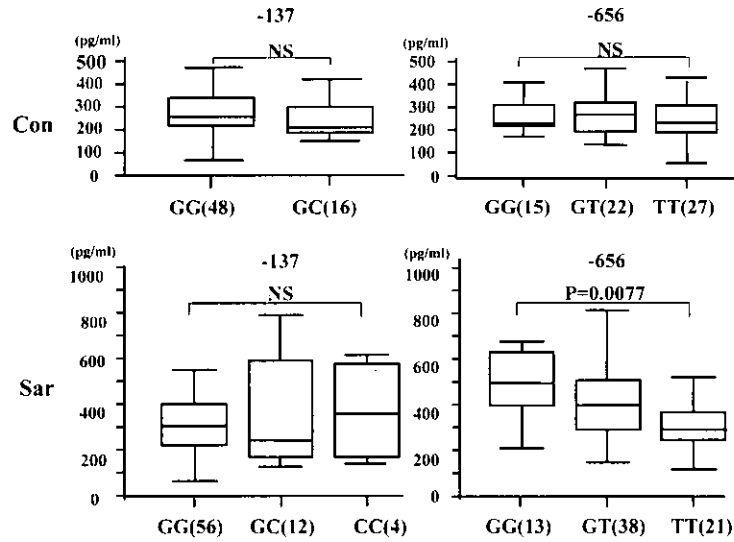 -137
-656
(pg/ml)
(pg/ml)
NS
NS
500
400
300
200
100
0
500
400
300
200
100
0
Con
GG(48)
GC(16)
GG(15)
GT(22)
TT(27)
(pg/ml)
(pg/ml)
-137
-656
NS
P=0.0077
1000
800
600
400
200
0
1000
800
600
400
200
0
Sar
GG(56)
GC(12)
CC(4)
GG(13)
GT(38)
TT(21)